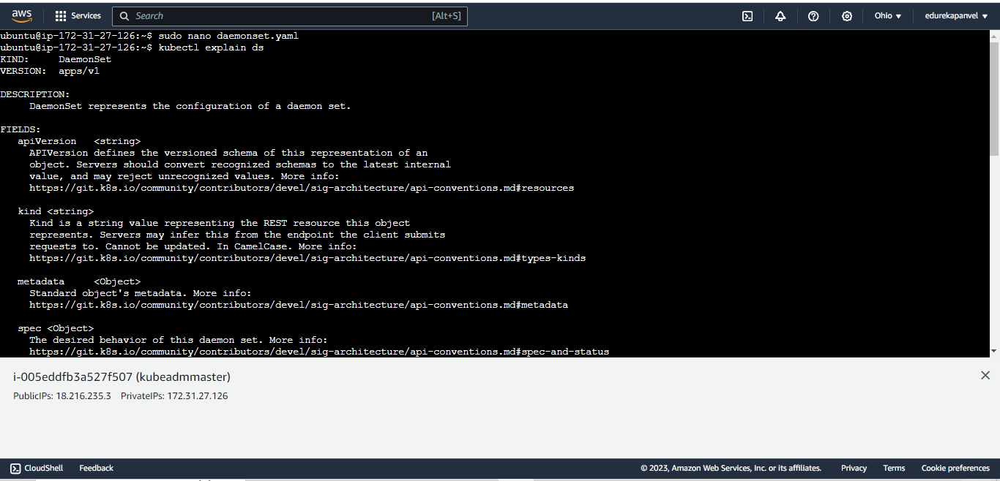 aws Services Search [Alt+S] Ohio edurekapanvel
ubuntu@ip-172-31-27-126:~$ sudo nano daemonset.yaml
ubuntu@ip-172-31-27-126:~$ kubectl explain ds
KIND:     DaemonSet
VERSION:  apps/v1
DESCRIPTION:
     DaemonSet represents the configuration of a daemon set.
FIELDS:
   apiVersion   <string>
     APIVersion defines the versioned schema of this representation of an
     object. Servers should convert recognized schemas to the latest internal
     value, and may reject unrecognized values. More info:
     https://git.k8s.io/community/contributors/devel/sig-architecture/api-conventions.md#resources
   kind <string>
     Kind is a string value representing the REST resource this object
     represents. Servers may infer this from the endpoint the client submits
     requests to. Cannot be updated. In CamelCase. More info:
     https://git.k8s.io/community/contributors/devel/sig-architecture/api-conventions.md#types-kinds
   metadata     <Object>
     Standard object's metadata. More info:
     https://git.k8s.io/community/contributors/devel/sig-architecture/api-conventions.md#metadata
   spec <Object>
     The desired behavior of this daemon set. More info:
     https://git.k8s.io/community/contributors/devel/sig-architecture/api-conventions.md#spec-and-status
i-005eddfb3a527f507 (kubeadmmaster)
PublicIPs: 18.216.235.3 PrivateIPs: 172.31.27.126
CloudShell Feedback © 2023, Amazon Web Services, Inc. or its affiliates. Privacy Terms Cookie preferences